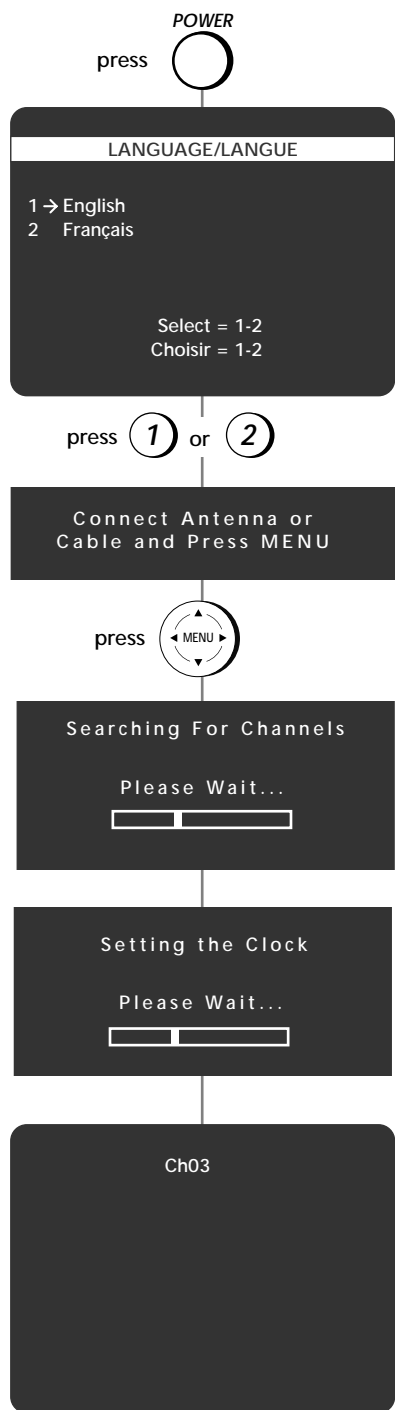 POWER
press
LANGUAGE/LANGUE
1 → English
2 Français
Select = 1-2
Choisir = 1-2
press 1 or 2
Connect Antenna or
Cable and Press MENU
press MENU
Searching For Channels
Please Wait...
Setting the Clock
Please Wait...
Ch03